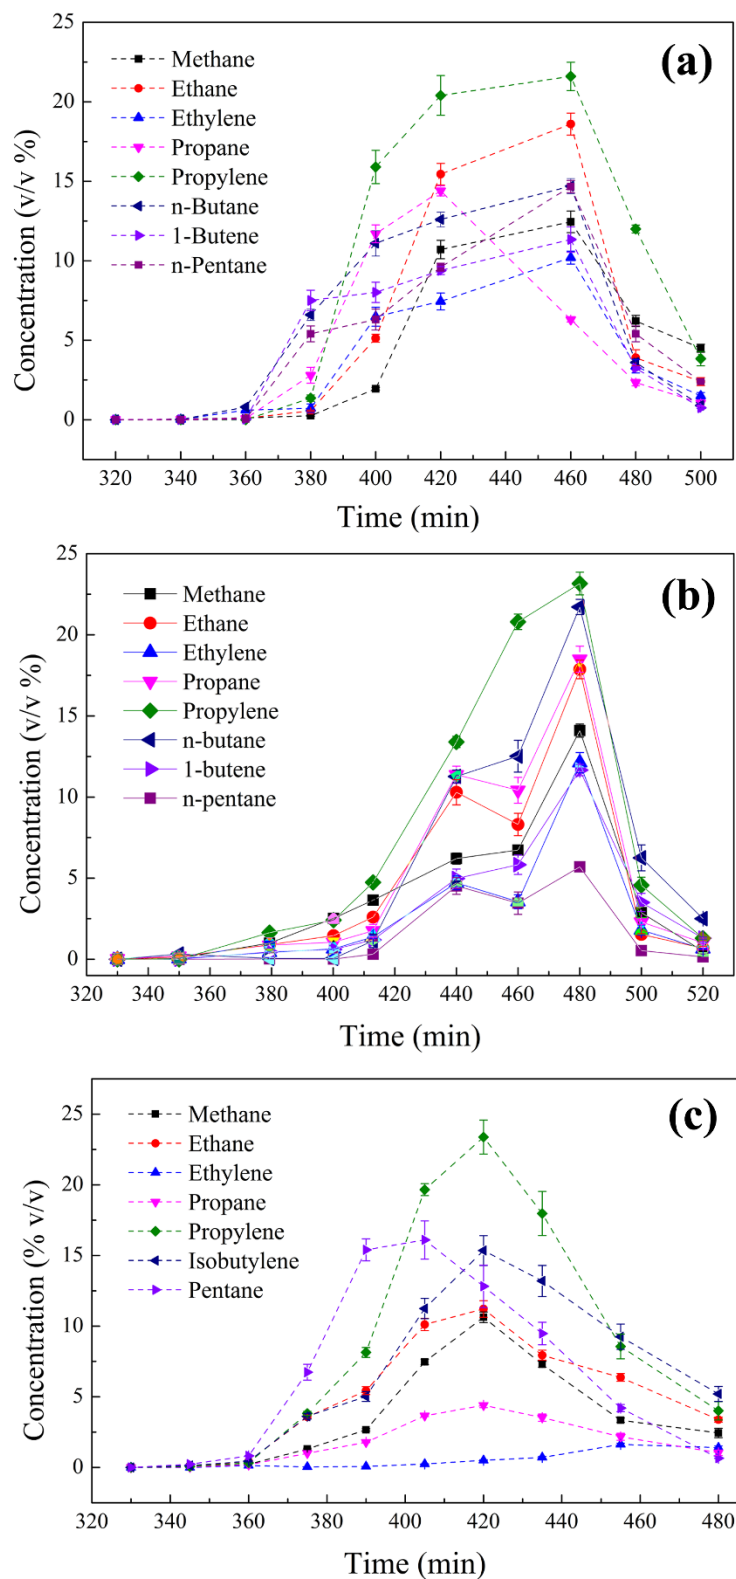 (a)
Methane
Ethane
Ethylene
Propane
Propylene
n-Butane
1-Butene
n-Pentane
Concentration (v/v %)
25
20
15
10
5
0
320 340 360 380 400 420 440 460 480 500
Time (min)
(b)
Methane
Ethane
Ethylene
Propane
Propylene
n-butane
1-butene
n-pentane
Concentration (v/v %)
25
20
15
10
5
0
320 340 360 380 400 420 440 460 480 500 520
Time (min)
(c)
Methane
Ethane
Ethylene
Propane
Propylene
Isobutylene
Pentane
Concentration (% v/v)
25
20
15
10
5
0
320 340 360 380 400 420 440 460 480
Time (min)